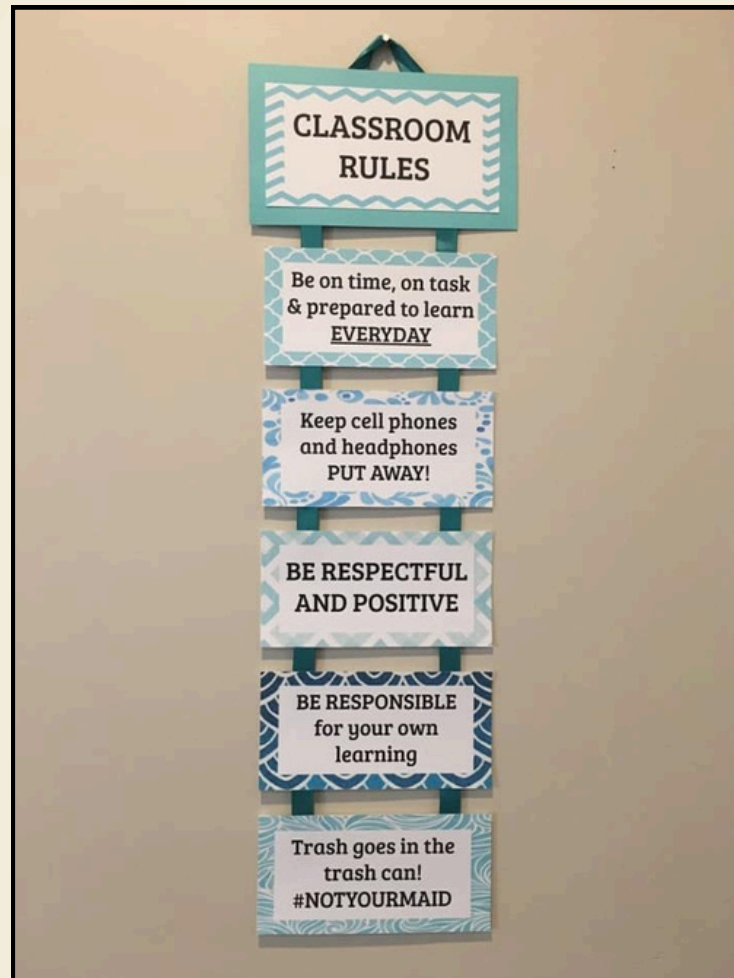 CLASSROOM
RULES
Be on time, on task
& prepared to learn
EVERYDAY
Keep cell phones
and headphones
PUT AWAY!
BE RESPECTFUL
AND POSITIVE
BE RESPONSIBLE
for your own
learning
Trash goes in the
trash can!
#NOTYOURMAID